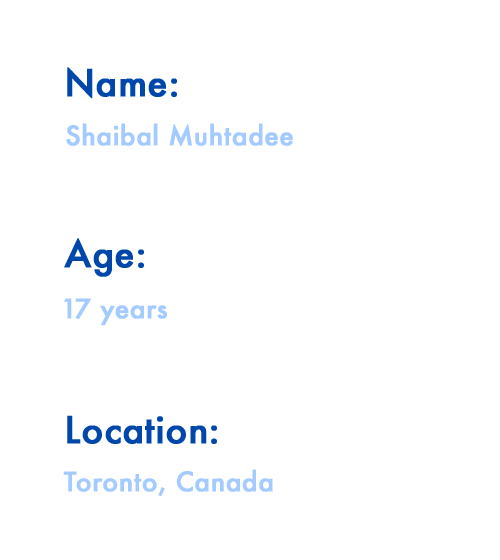 Name:
Shaibal Muhtadee
Age:
17 years
Location:
Toronto, Canada